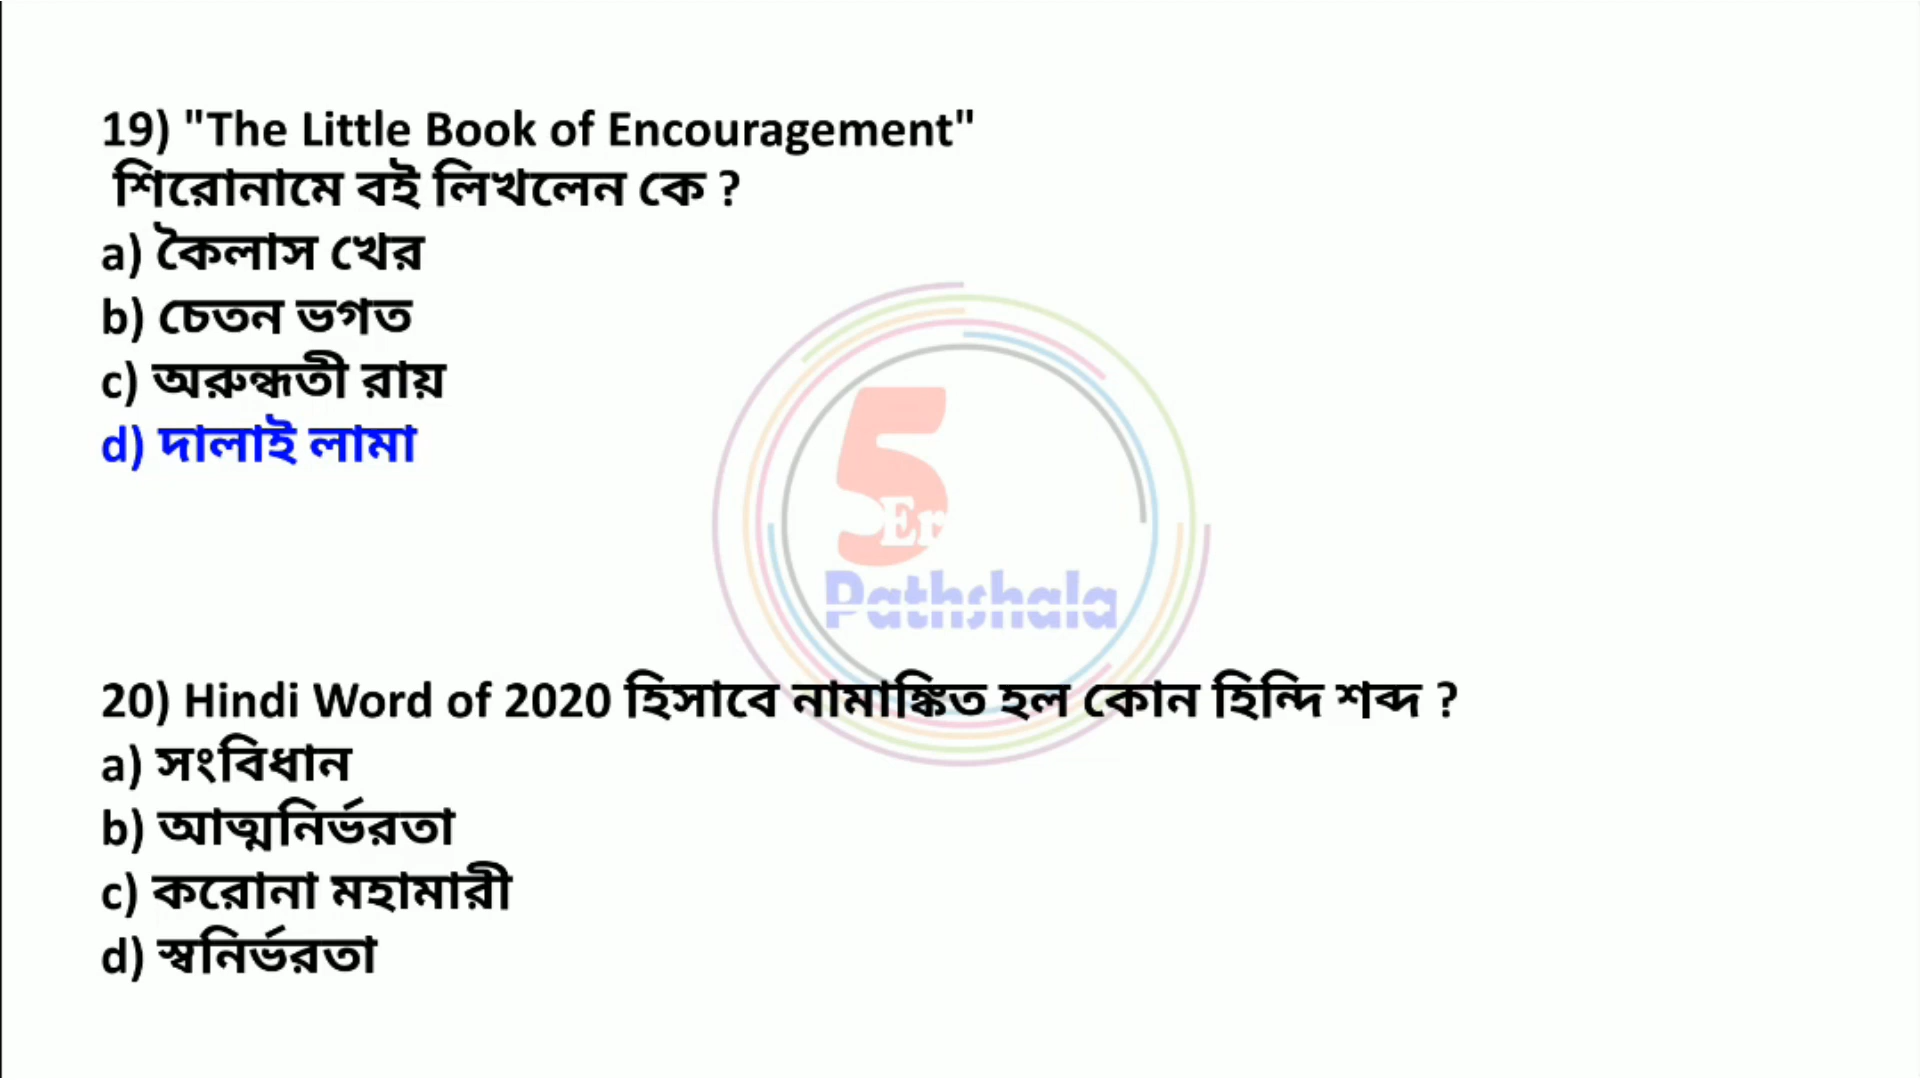 19) "The Little Book of Encouragement"
শিরোনামে বই লিখলেন কে ?
a) কৈলাস খের
b) চেতন ভগত
c) অরুন্ধতী রায়
d) দালাই লামা
5
Pathshala
20) Hindi Word of 2020 হিসাবে নামাঙ্কিত হল কোন হিন্দি শব্দ ?
a) সংবিধান
b) আত্মনির্ভরতা
c) করোনা মহামারী
d) স্বনির্ভরতা